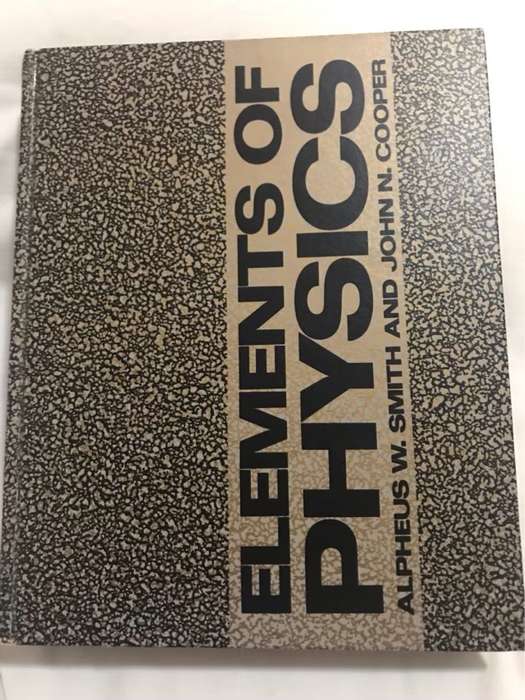 ELEMENTS OF
PHYSICS
ALPHEUS W. SMITH AND JOHN N. COOPER